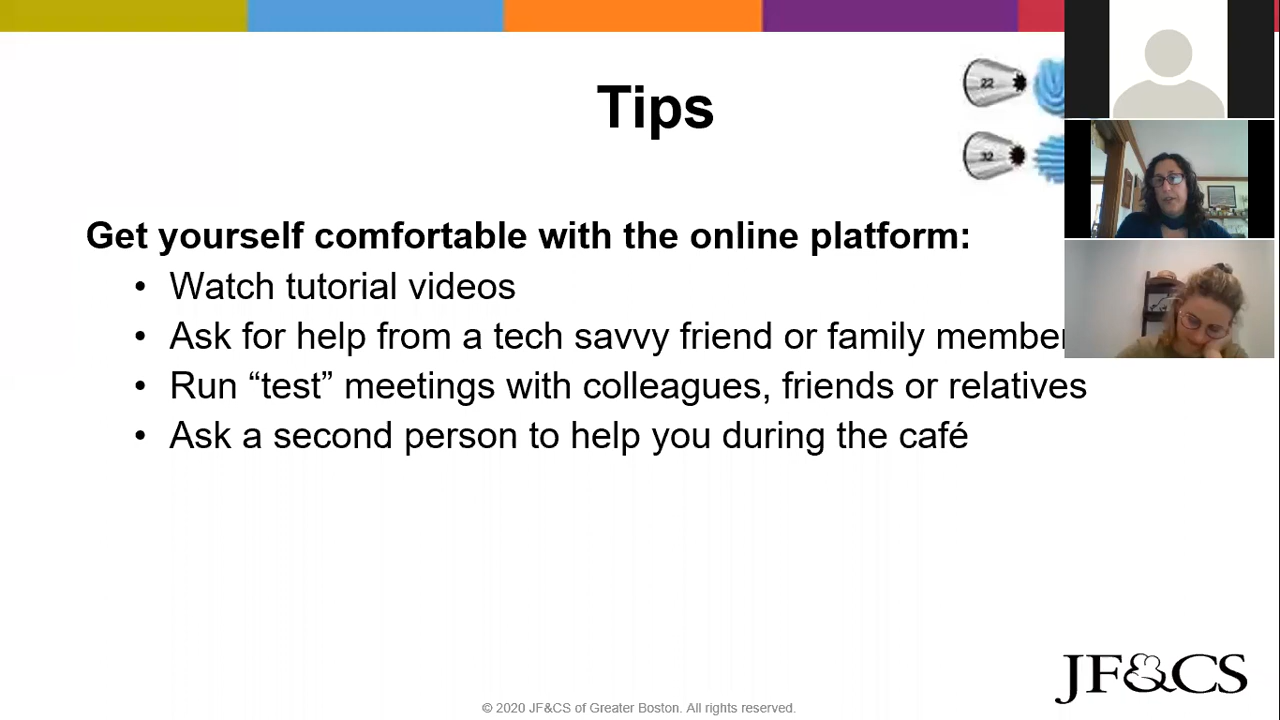 Tips
22
32
Get yourself comfortable with the online platform:
• Watch tutorial videos
• Ask for help from a tech savvy friend or family member
• Run “test” meetings with colleagues, friends or relatives
• Ask a second person to help you during the café
JF&CS
© 2020 JF&CS of Greater Boston. All rights reserved.